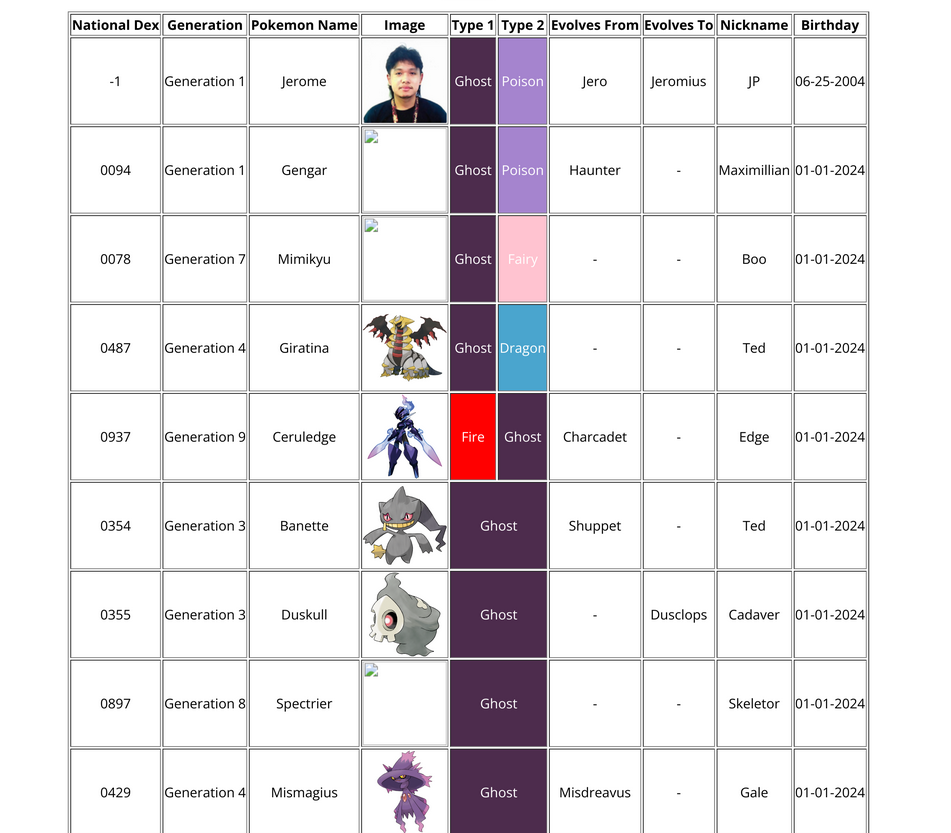 National Dex Generation Pokemon Name Image Type 1 Type 2 Evolves From Evolves To Nickname Birthday
-1 Generation 1 Jerome Ghost Poison Jero Jeromius JP 06-25-2004
0094 Generation 1 Gengar Ghost Poison Haunter - Maximillian 01-01-2024
0078 Generation 7 Mimikyu Ghost Fairy - - Boo 01-01-2024
0487 Generation 4 Giratina Ghost Dragon - - Ted 01-01-2024
0937 Generation 9 Ceruledge Fire Ghost Charcadet - Edge 01-01-2024
0354 Generation 3 Banette Ghost Shuppet - Ted 01-01-2024
0355 Generation 3 Duskull Ghost - Dusclops Cadaver 01-01-2024
0897 Generation 8 Spectrier Ghost - - Skeletor 01-01-2024
0429 Generation 4 Mismagius Ghost Misdreavus - Gale 01-01-2024